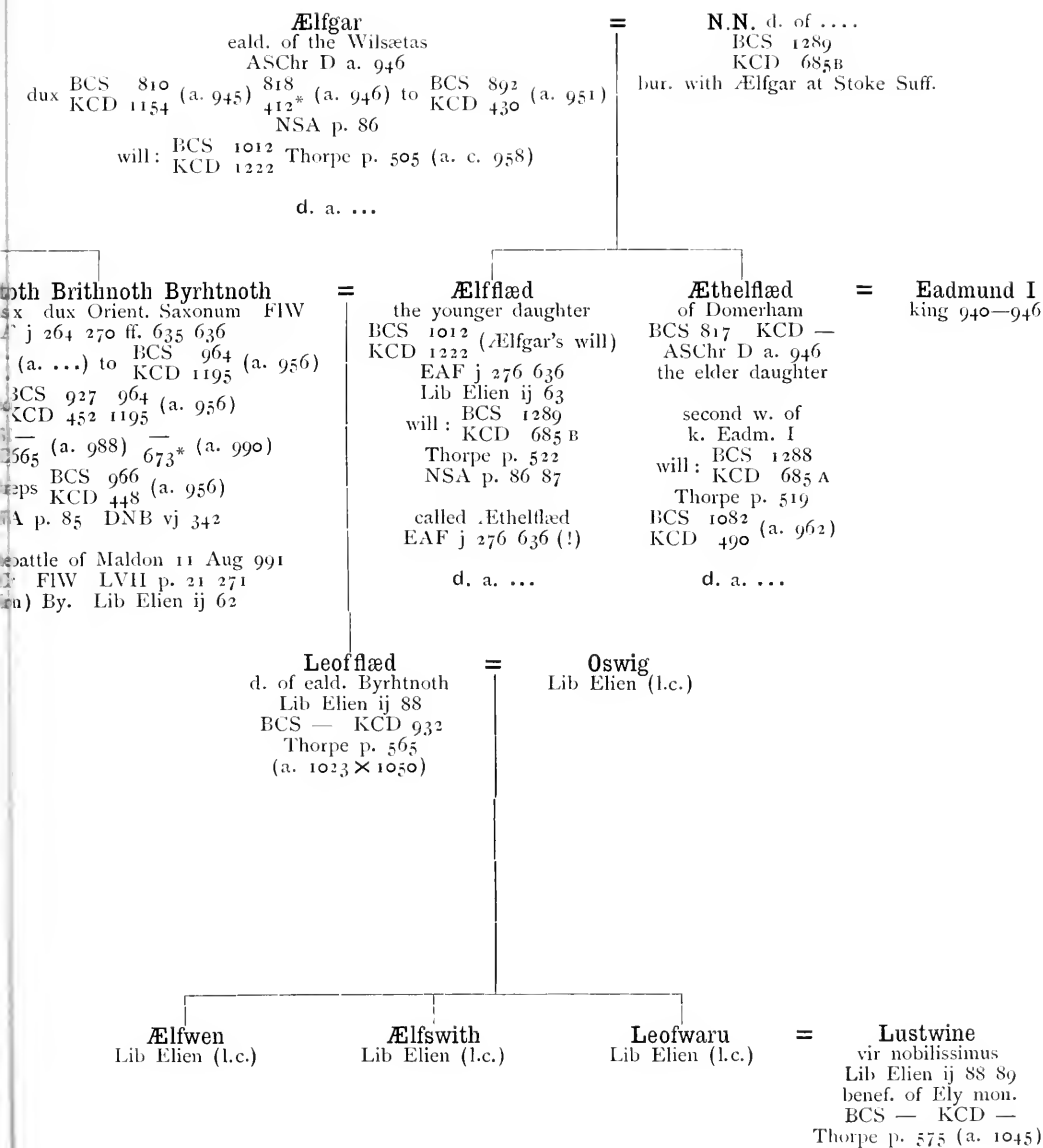 Ælfgar = N.N. d. of ....
eald. of the Wilsætas BCS 1289
ASChr D a. 946 KCD 685B
dux BCS 810 KCD 1154 (a. 945) 818 412* (a. 946) to BCS 892 KCD 430 (a. 951) bur. with Ælfgar at Stoke Suff.
NSA p. 86
will: BCS 1012 KCD 1222 Thorpe p. 505 (a. c. 958)
d. a. ...
Brithnoth Byrhtnoth = Ælfflæd
dux Orient. Saxonum FlW
j 264 270 ff. 635 636
(a. ...) to BCS 964 KCD 1195 (a. 956)
BCS 927 964 KCD 452 1195 (a. 956)
— (a. 988) — 673* (a. 990)
BCS 966 KCD 448 (a. 956)
p. 85 DNB vj 342
battle of Maldon 11 Aug 991
FlW LVII p. 21 271
By. Lib Elien ij 62
the younger daughter
BCS 1012 KCD 1222 (Ælfgar's will)
EAF j 276 636
Lib Elien ij 63
will: BCS 1289 KCD 685 B
Thorpe p. 522
NSA p. 86 87
called Æthelflæd
EAF j 276 636 (!)
d. a. ...
Æthelflæd = Eadmund I
of Domerham king 940—946
BCS 817 KCD —
ASChr D a. 946
the elder daughter
second w. of
k. Eadm. I
will: BCS 1288 KCD 685 A
Thorpe p. 519
BCS 1082 KCD 490 (a. 962)
d. a. ...
Leofflæd = Oswig
d. of eald. Byrhtnoth Lib Elien (l.c.)
Lib Elien ij 88
BCS — KCD 932
Thorpe p. 565
(a. 1023 × 1050)
Ælfwen Ælfswith Leofwaru = Lustwine
Lib Elien (l.c.) Lib Elien (l.c.) Lib Elien (l.c.) vir nobilissimus
Lib Elien ij 88 89
benef. of Ely mon.
BCS — KCD —
Thorpe p. 575 (a. 1045)